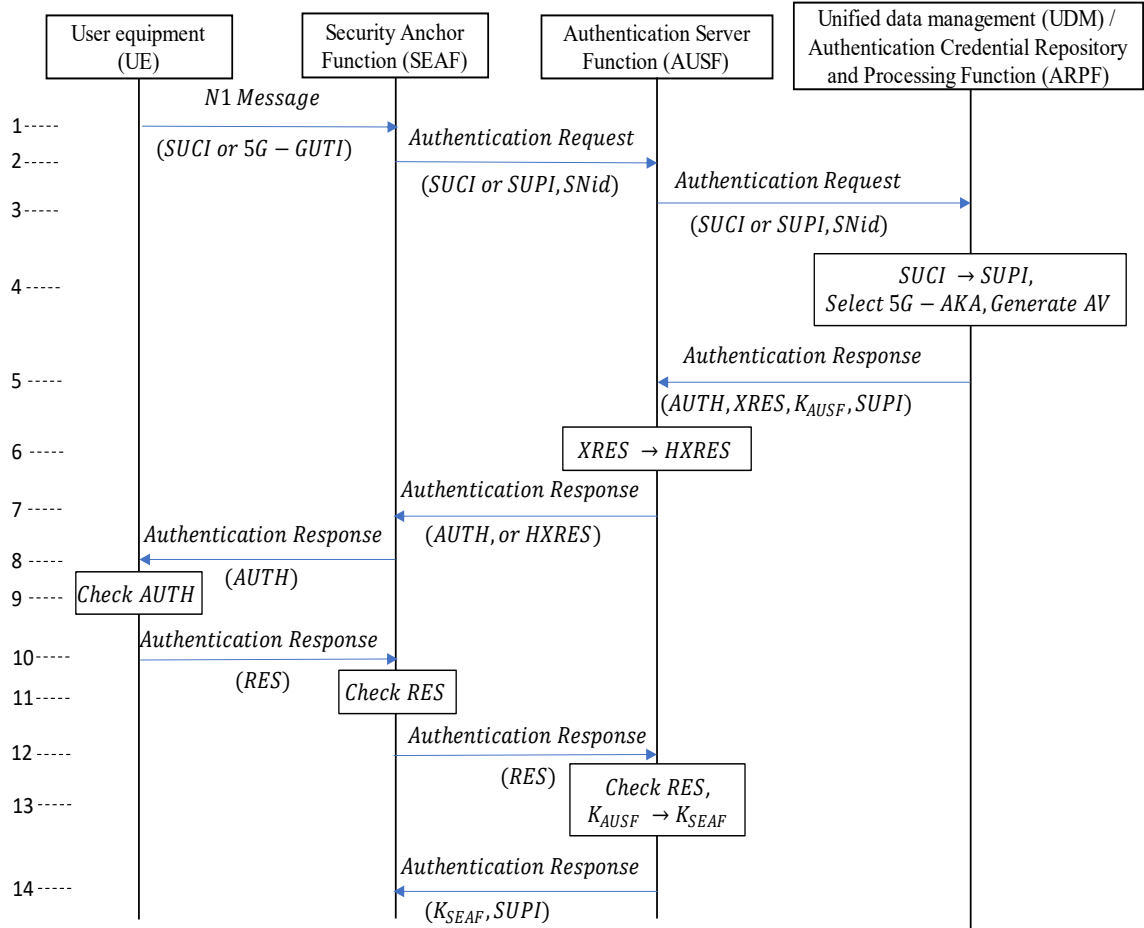 User equipment
(UE)
Security Anchor
Function (SEAF)
Authentication Server
Function (AUSF)
Unified data management (UDM) /
Authentication Credential Repository
and Processing Function (ARPF)
N1 Message
1 -----
(SUCI or 5G − GUTI)
Authentication Request
2 -----
(SUCI or SUPI, SNid)
Authentication Request
3 -----
(SUCI or SUPI, SNid)
4 -----
SUCI → SUPI,
Select 5G − AKA, Generate AV
Authentication Response
5 -----
(AUTH, XRES, K_AUSF, SUPI)
6 -----
XRES → HXRES
Authentication Response
7 -----
(AUTH, or HXRES)
Authentication Response
8 -----
(AUTH)
9 -----
Check AUTH
Authentication Response
10 -----
(RES)
11 -----
Check RES
Authentication Response
12 -----
(RES)
13 -----
Check RES,
K_AUSF → K_SEAF
Authentication Response
14 -----
(K_SEAF, SUPI)